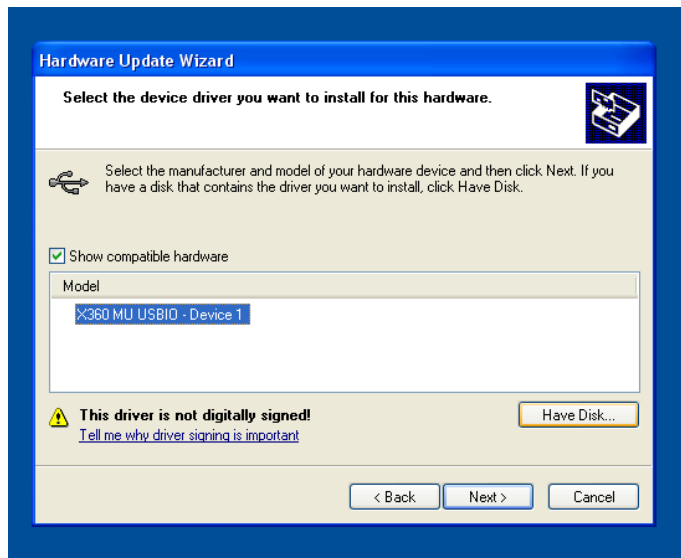 Hardware Update Wizard
Select the device driver you want to install for this hardware.
Select the manufacturer and model of your hardware device and then click Next. If you
have a disk that contains the driver you want to install, click Have Disk.
Show compatible hardware
Model
X360 MU USBIO - Device 1
This driver is not digitally signed!
Have Disk...
Tell me why driver signing is important
< Back
Next >
Cancel